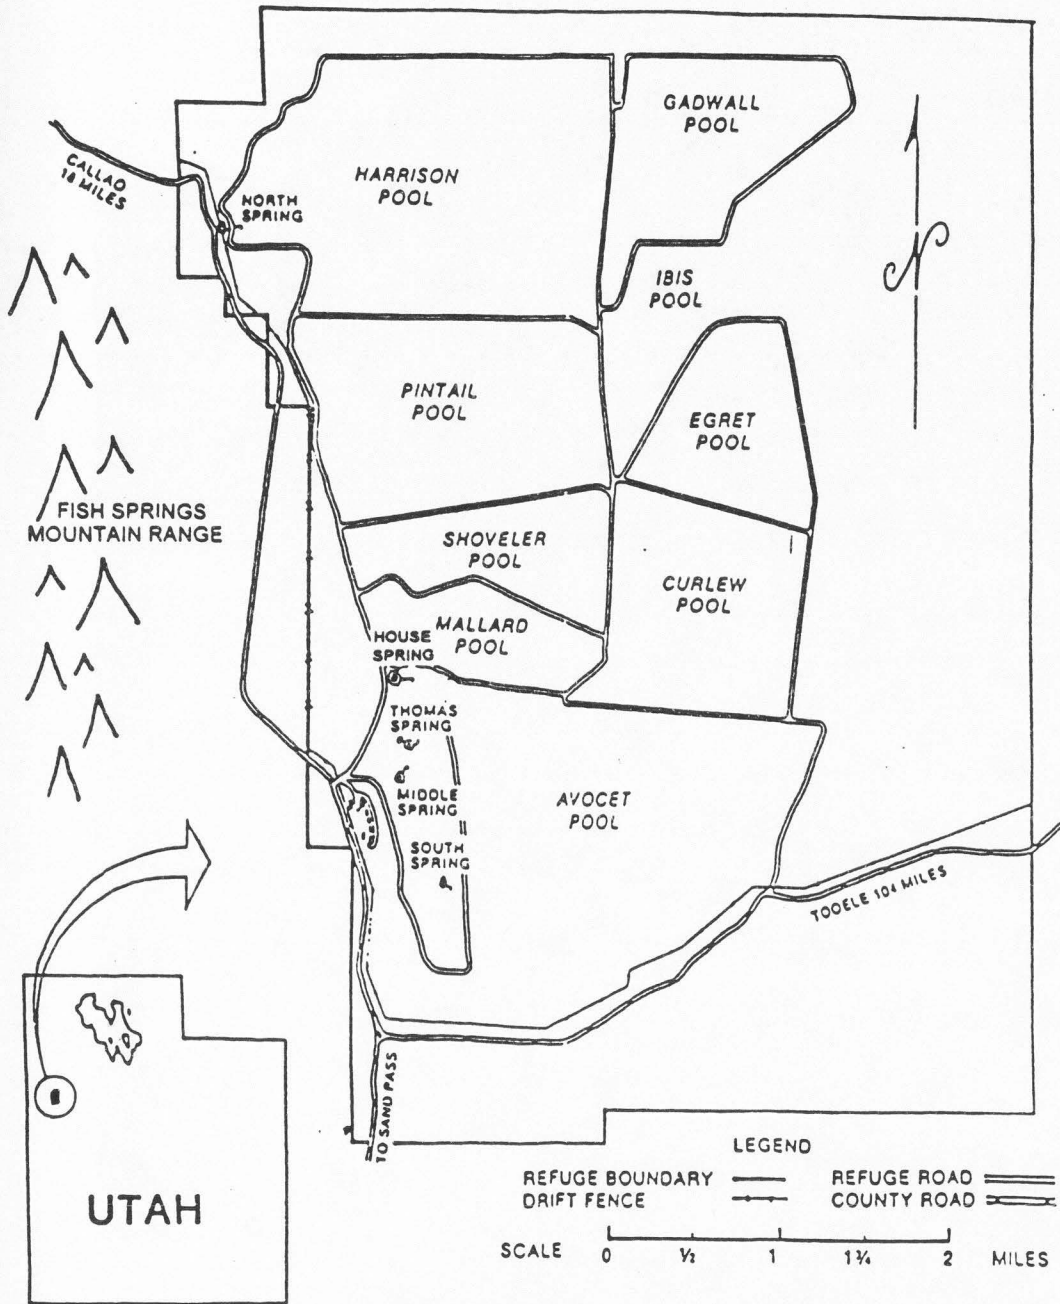 GADWALL
POOL
CALLAO
18 MILES
HARRISON
POOL
NORTH
SPRING
IBIS
POOL
PINTAIL
POOL
EGRET
POOL
FISH SPRINGS
MOUNTAIN RANGE
SHOVELER
POOL
CURLEW
POOL
MALLARD
POOL
HOUSE
SPRING
THOMAS
SPRING
MIDDLE
SPRING
AVOCET
POOL
SOUTH
SPRING
TOOELE 104 MILES
TO SAND PASS
UTAH
LEGEND
REFUGE BOUNDARY
REFUGE ROAD
DRIFT FENCE
COUNTY ROAD
SCALE 0 ½ 1 1¾ 2 MILES